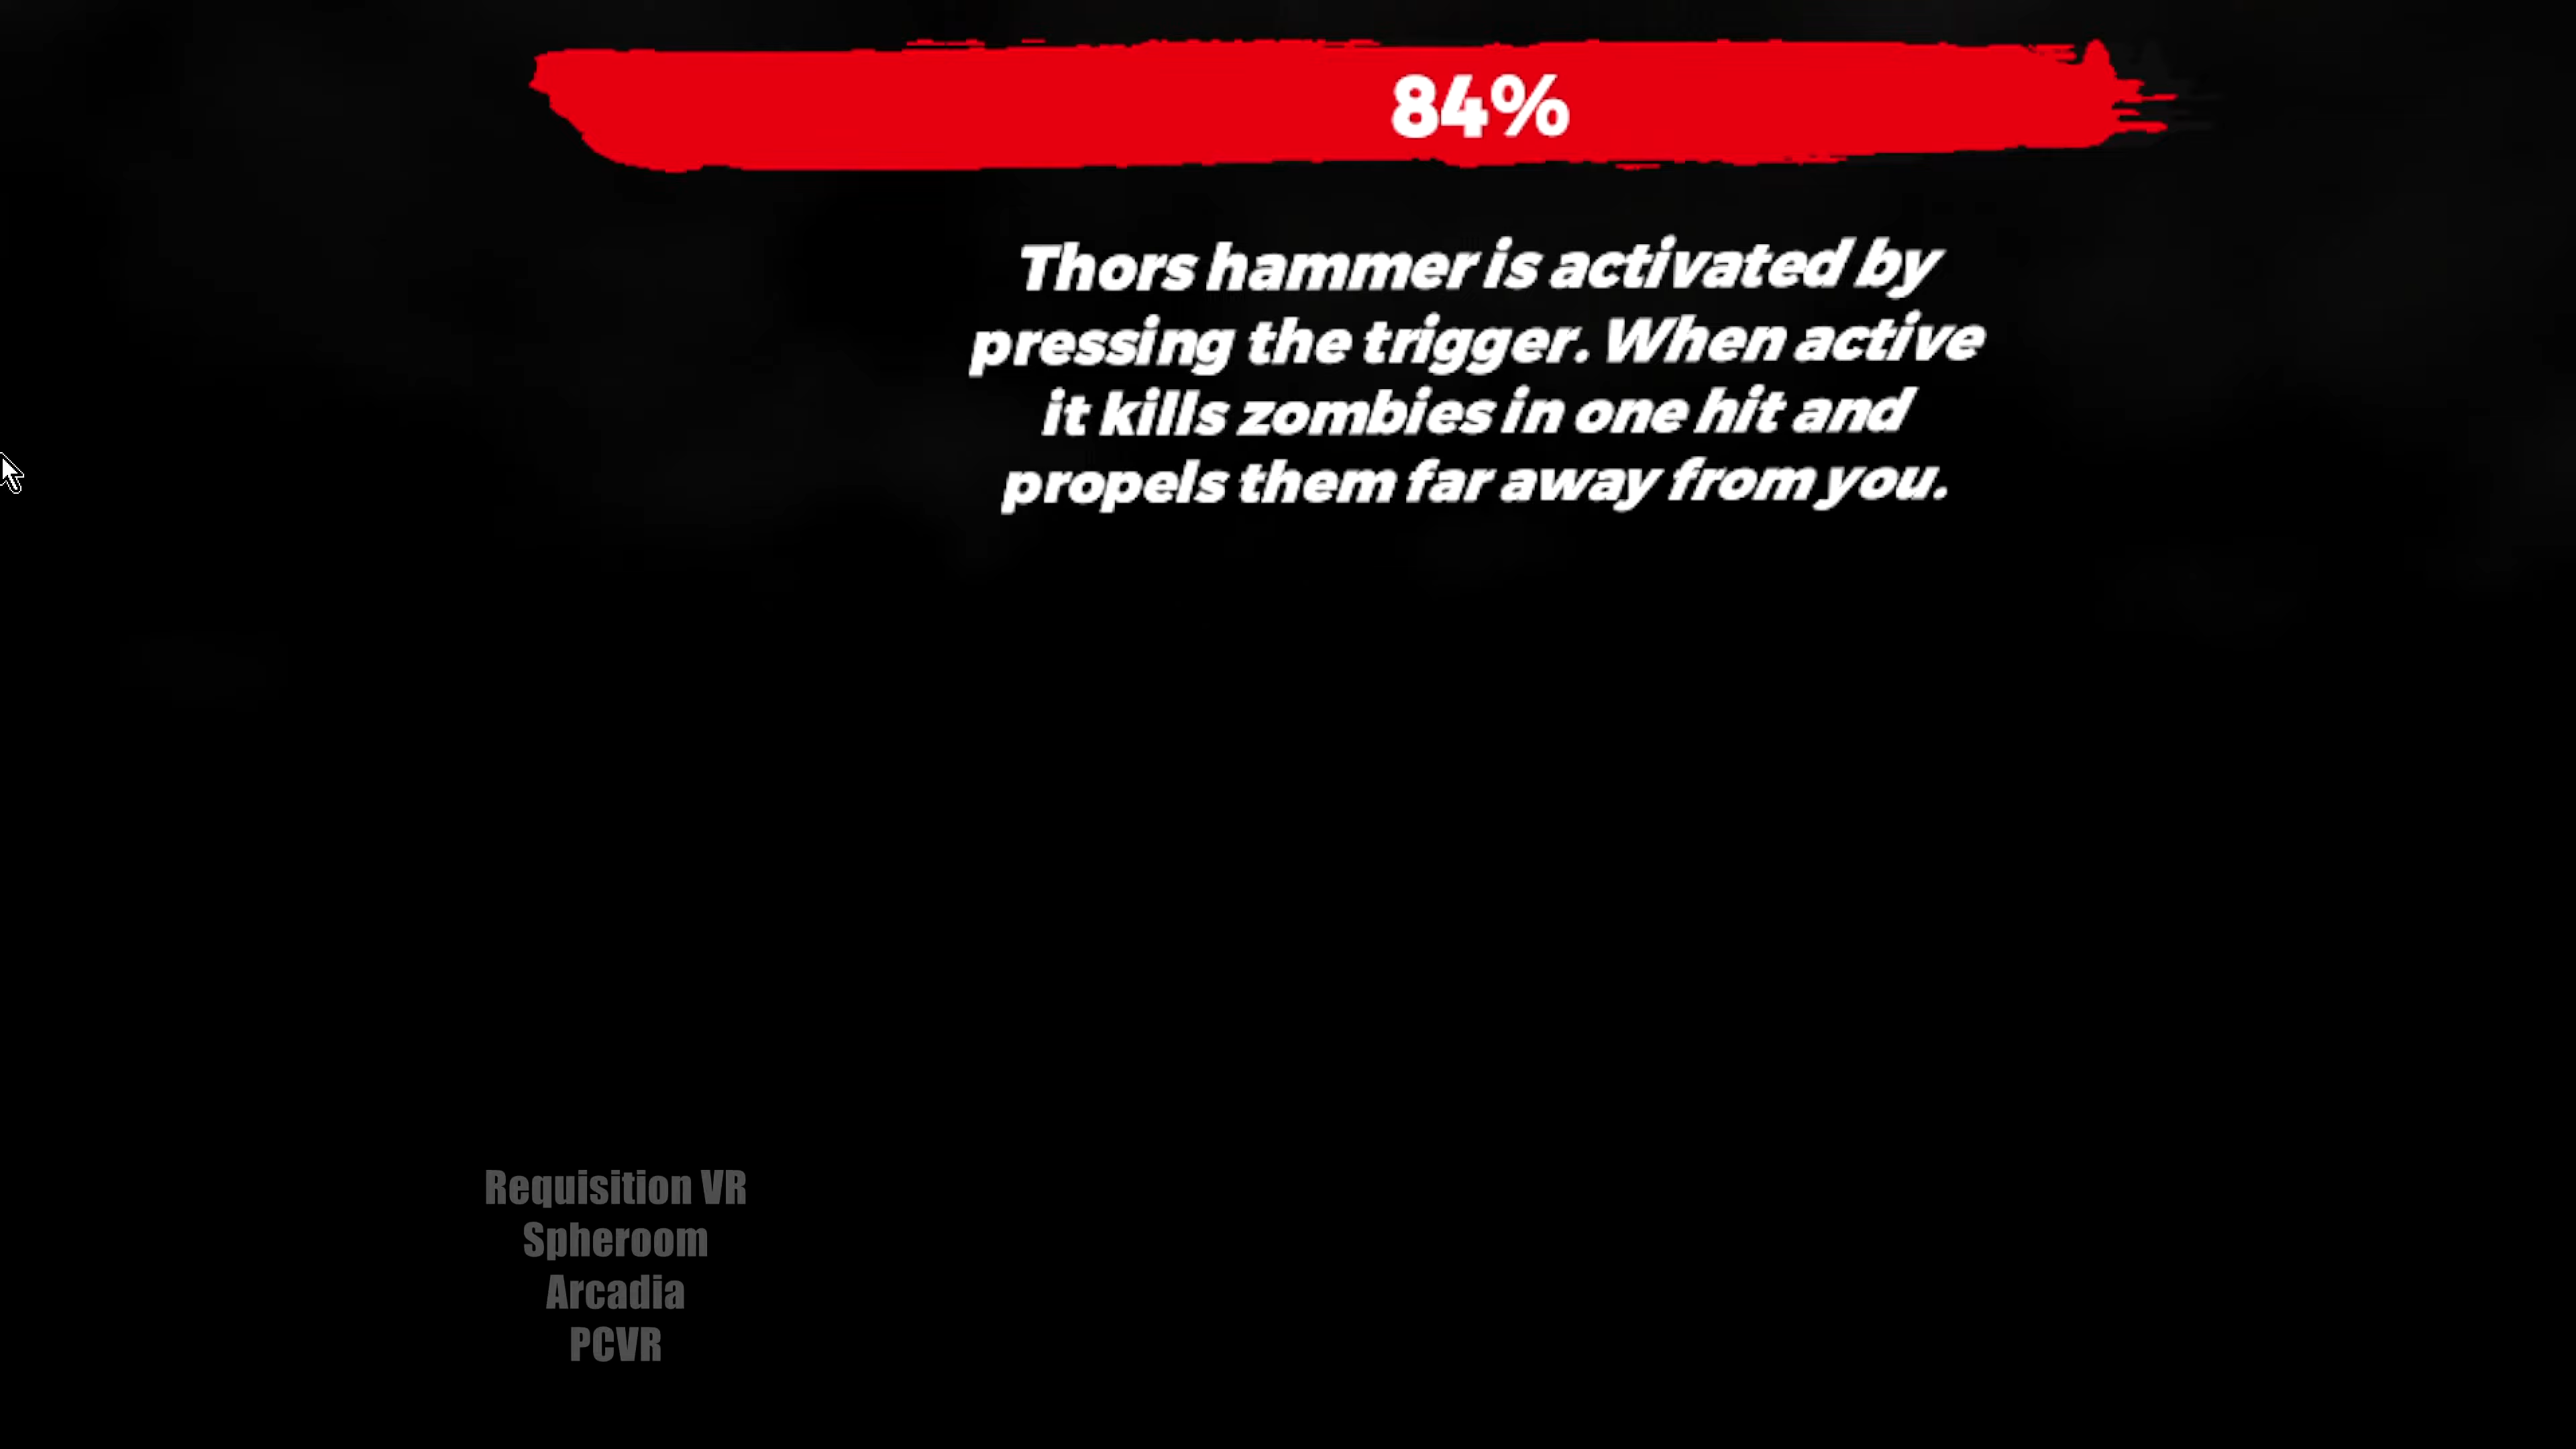 84%
Thors hammer is activated by
pressing the trigger. When active
it kills zombies in one hit and
propels them far away from you.
Requisition VR
Spheroom
Arcadia
PCVR